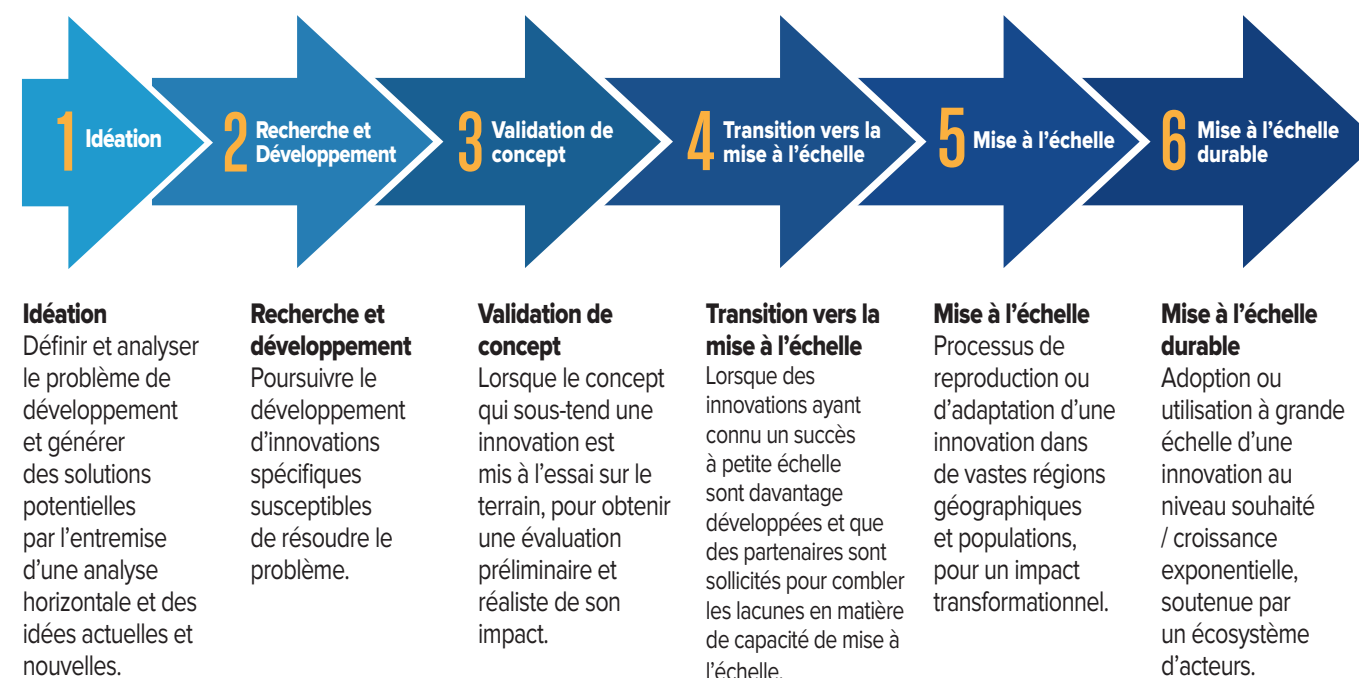 1 Idéation
2 Recherche et
Développement
3 Validation de
concept
4 Transition vers la
mise à l’échelle
5 Mise à l’échelle
6 Mise à l’échelle
durable
Idéation
Définir et analyser
le problème de
développement
et générer
des solutions
potentielles
par l’entremise
d’une analyse
horizontale et des
idées actuelles et
nouvelles.
Recherche et
développement
Poursuivre le
développement
d’innovations
spécifiques
susceptibles
de résoudre le
problème.
Validation de
concept
Lorsque le concept
qui sous-tend une
innovation est
mis à l’essai sur le
terrain, pour obtenir
une évaluation
préliminaire et
réaliste de son
impact.
Transition vers la
mise à l’échelle
Lorsque des
innovations ayant
connu un succès
à petite échelle
sont davantage
développées et que
des partenaires sont
sollicités pour combler
les lacunes en matière
de capacité de mise à
l’échelle.
Mise à l’échelle
Processus de
reproduction ou
d’adaptation d’une
innovation dans
de vastes régions
géographiques
et populations,
pour un impact
transformationnel.
Mise à l’échelle
durable
Adoption ou
utilisation à grande
échelle d’une
innovation au
niveau souhaité
/ croissance
exponentielle,
soutenue par
un écosystème
d’acteurs.